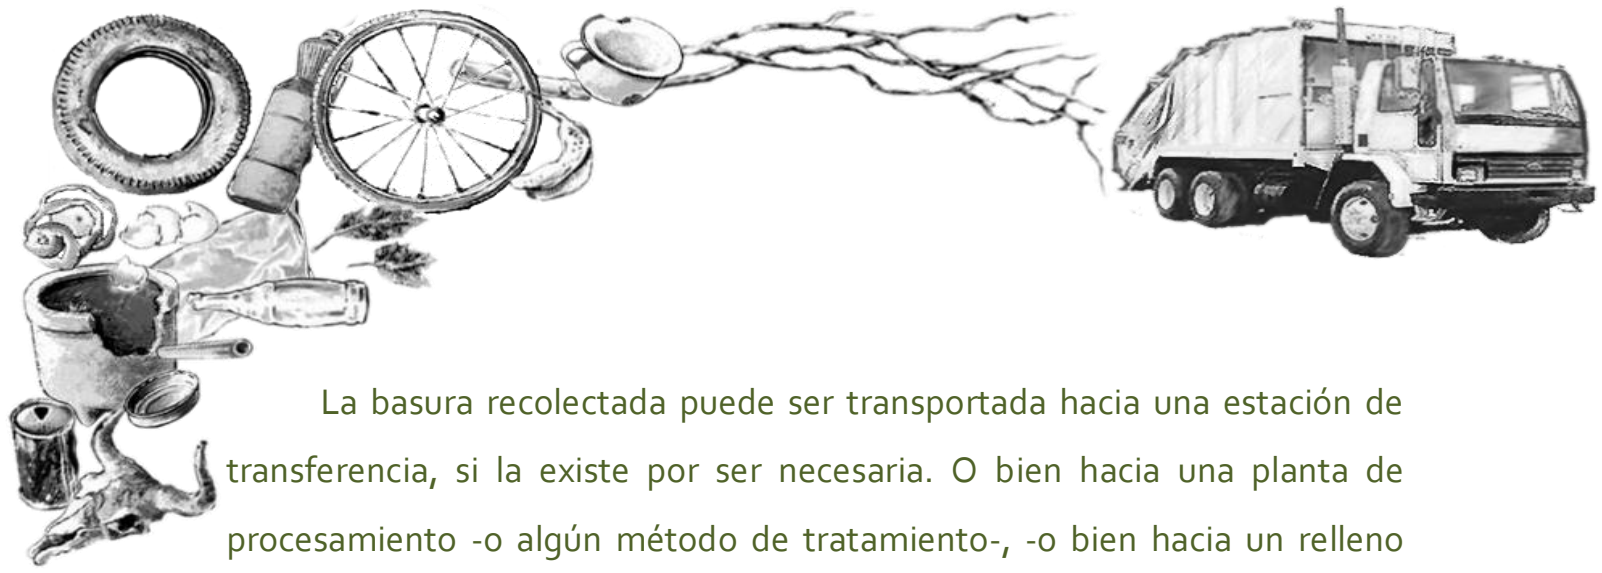 La basura recolectada puede ser transportada hacia una estación de
transferencia, si la existe por ser necesaria. O bien hacia una planta de
procesamiento -o algún método de tratamiento-, -o bien hacia un relleno